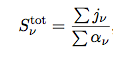 S_ν^tot = ∑ j_ν / ∑ α_ν,